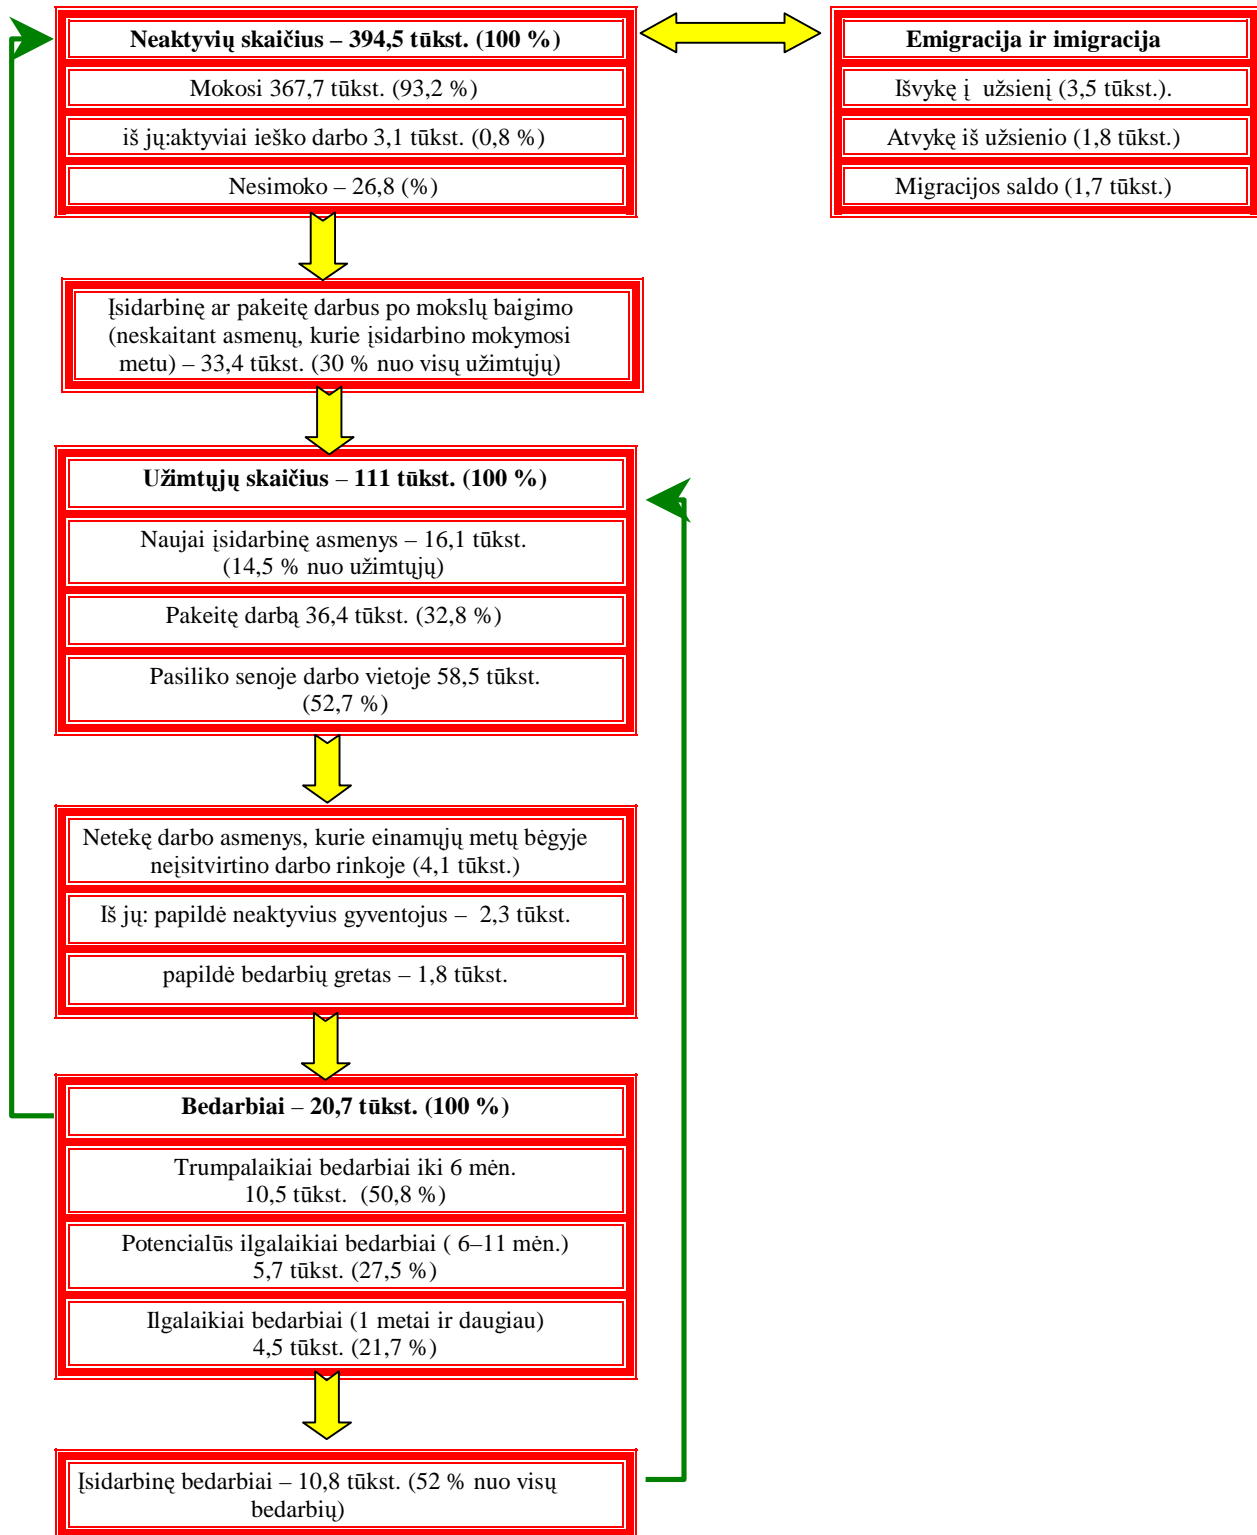 Neaktyvių skaičius – 394,5 tūkst. (100 %)
Mokosi 367,7 tūkst. (93,2 %)
iš jų:aktyviai ieško darbo 3,1 tūkst. (0,8 %)
Nesimoko – 26,8 (%)
Emigracija ir imigracija
Išvykę į užsienį (3,5 tūkst.).
Atvykę iš užsienio (1,8 tūkst.)
Migracijos saldo (1,7 tūkst.)
Įsidarbinę ar pakeitę darbus po mokslų baigimo
(neskaitant asmenų, kurie įsidarbino mokymosi
metu) – 33,4 tūkst. (30 % nuo visų užimtųjų)
Užimtųjų skaičius – 111 tūkst. (100 %)
Naujai įsidarbinę asmenys – 16,1 tūkst.
(14,5 % nuo užimtųjų)
Pakeitę darbą 36,4 tūkst. (32,8 %)
Pasiliko senoje darbo vietoje 58,5 tūkst.
(52,7 %)
Netekę darbo asmenys, kurie einamųjų metų bėgyje
neįsitvirtino darbo rinkoje (4,1 tūkst.)
Iš jų: papildė neaktyvius gyventojus – 2,3 tūkst.
papildė bedarbių gretas – 1,8 tūkst.
Bedarbiai – 20,7 tūkst. (100 %)
Trumpalaikiai bedarbiai iki 6 mėn.
10,5 tūkst. (50,8 %)
Potencialūs ilgalaikiai bedarbiai ( 6–11 mėn.)
5,7 tūkst. (27,5 %)
Ilgalaikiai bedarbiai (1 metai ir daugiau)
4,5 tūkst. (21,7 %)
Įsidarbinę bedarbiai – 10,8 tūkst. (52 % nuo visų
bedarbių)